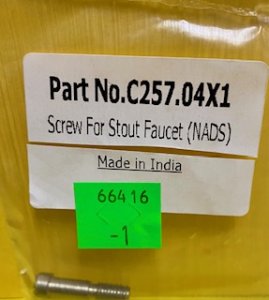 Part No.C257.04X1
Screw For Stout Faucet (NADS)
Made in India
66416
-1